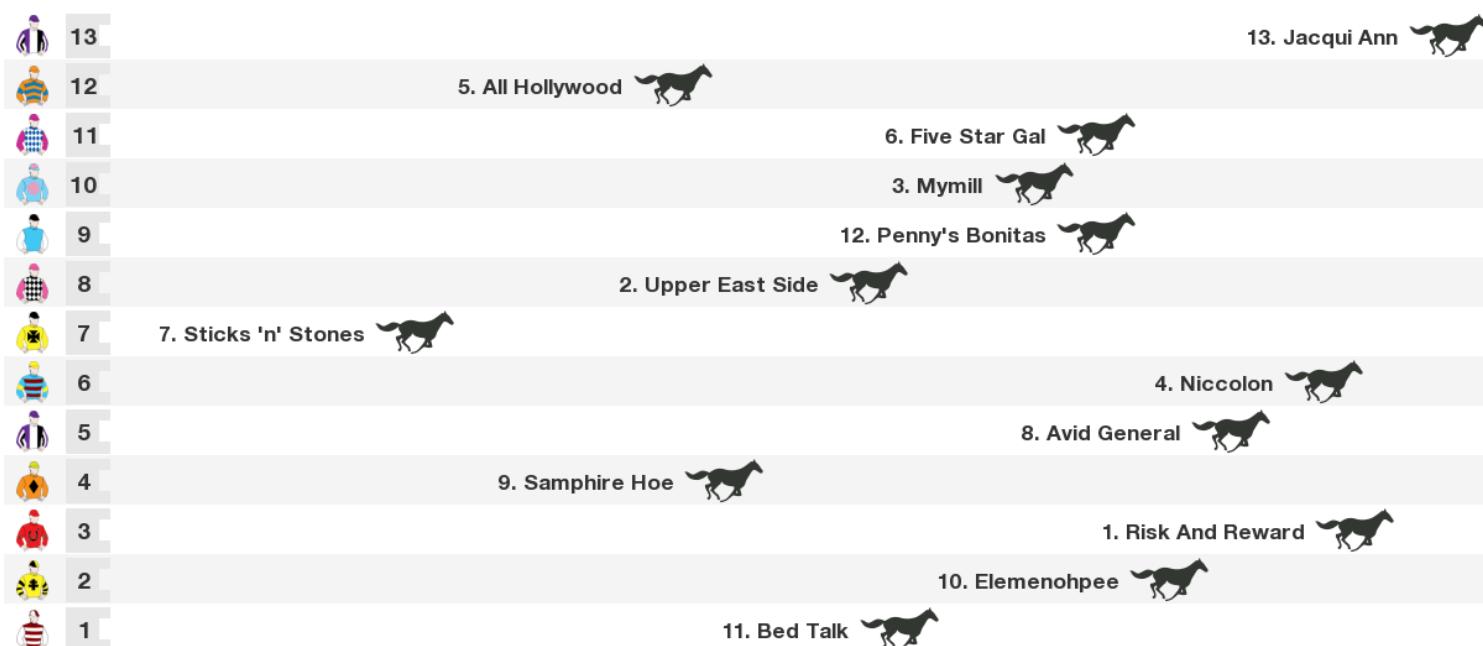 13 13. Jacqui Ann
12 5. All Hollywood
11 6. Five Star Gal
10 3. Mymill
9 12. Penny's Bonitas
8 2. Upper East Side
7 7. Sticks 'n' Stones
6 4. Niccolon
5 8. Avid General
4 9. Samphire Hoe
3 1. Risk And Reward
2 10. Elemenohpee
1 11. Bed Talk